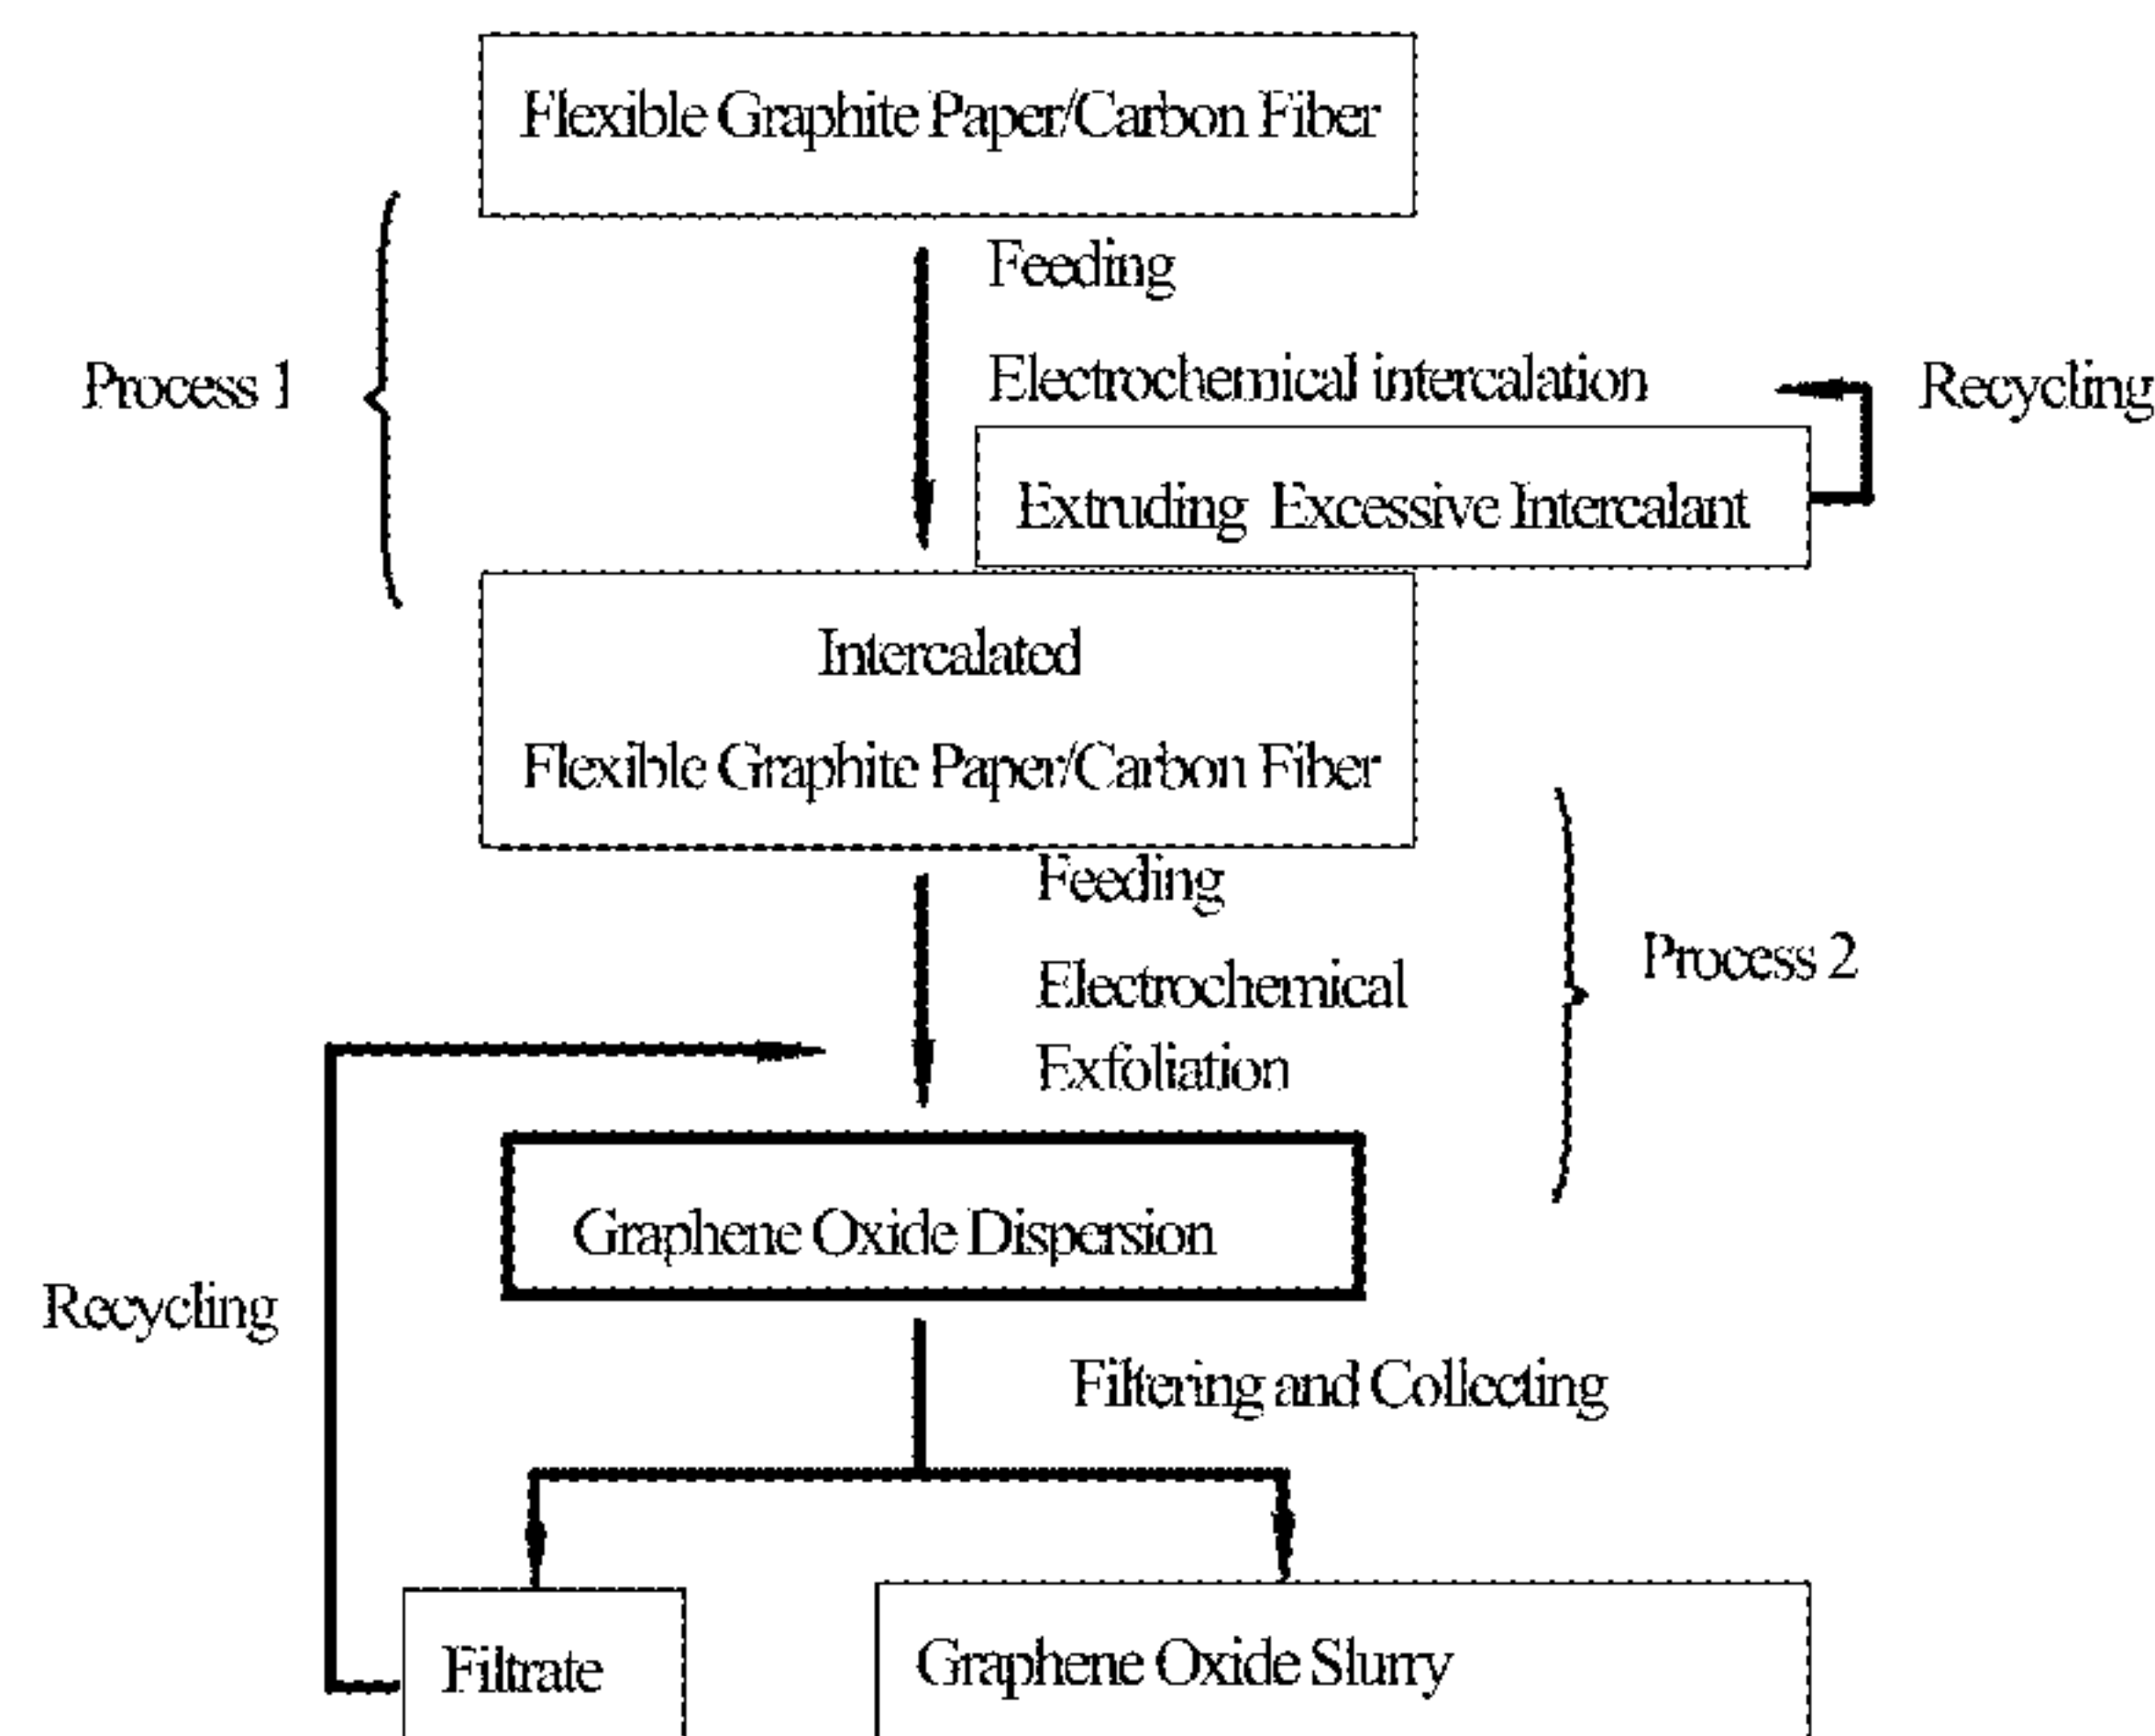 Flexible Graphite Paper/Carbon Fiber
Feeding
Process 1
Electrochemical intercalation
Recycling
Extruding Excessive Intercalant
Intercalated
Flexible Graphite Paper/Carbon Fiber
Feeding
Process 2
Electrochemical
Exfoliation
Graphene Oxide Dispersion
Recycling
Filtering and Collecting
Filtrate
Graphene Oxide Slurry